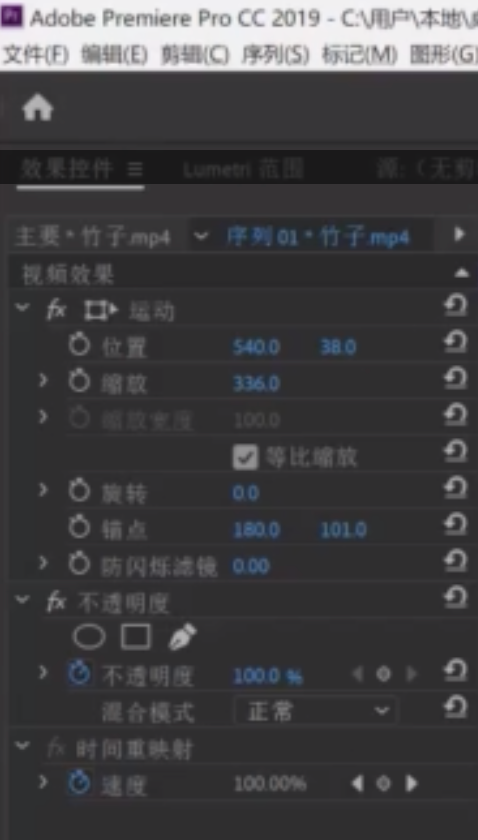 Adobe Premiere Pro CC 2019 - C:\用户\本地\
文件(F) 编辑(E) 剪辑(C) 序列(S) 标记(M) 图形(G)
效果控件 Lumetri 范围 源:（无剪
主要 * 竹子.mp4 序列 01 * 竹子.mp4
视频效果
fx 运动
位置 540.0 38.0
缩放 336.0
缩放宽度 100.0
等比缩放
旋转 0.0
锚点 180.0 101.0
防闪烁滤镜 0.00
fx 不透明度
不透明度 100.0 %
混合模式 正常
fx 时间重映射
速度 100.00%